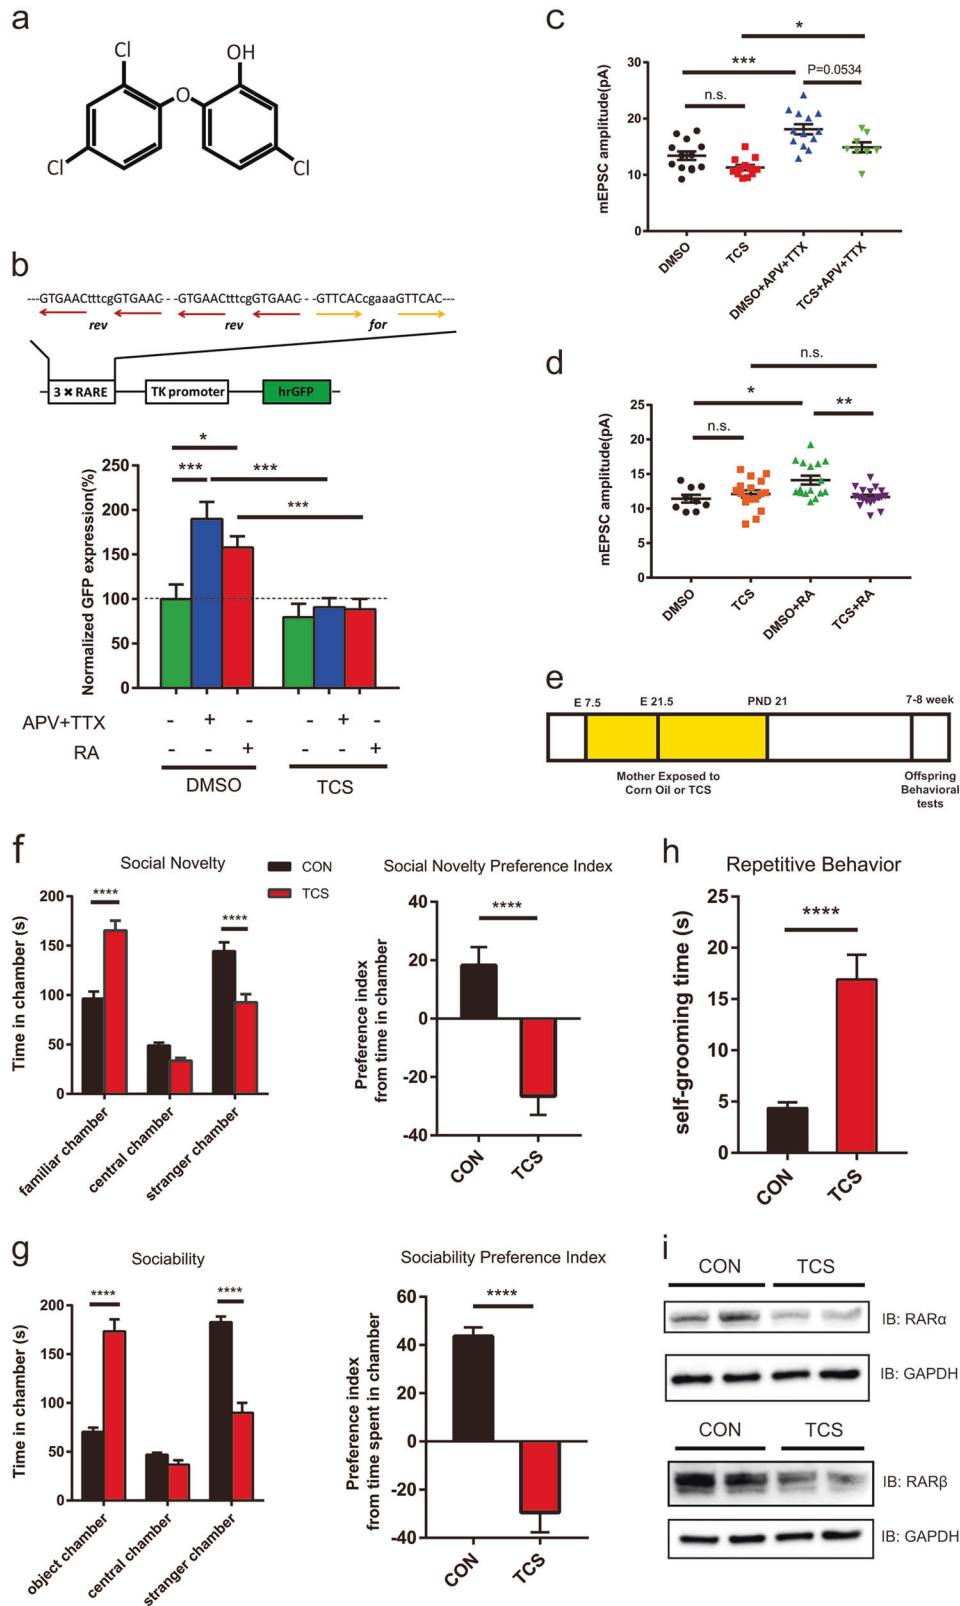 a
Cl
OH
O
Cl
Cl
b
---GTGAACtttcgGTGAAC- - -GTGAACtttcgGTGAAC- - -GTTCACcgaaaGTTCAC---
rev
rev
for
3 × RARE
TK promoter
hrGFP
Normalized GFP expression(%)
250
200
150
100
50
0
*
***
***
***
APV+TTX
- + - - + -
RA
- - + - - +
DMSO
TCS
c
mEPSC amplitude(pA)
30
20
10
0
*
***
P=0.0534
n.s.
DMSO
TCS
DMSO+APV+TTX
TCS+APV+TTX
d
mEPSC amplitude(pA)
25
20
15
10
5
0
n.s.
*
**
n.s.
DMSO
TCS
DMSO+RA
TCS+RA
e
E 7.5
E 21.5
PND 21
7-8 week
Mother Exposed to
Corn Oil or TCS
Offspring
Behavioral
tests
f
Social Novelty
CON
TCS
Time in chamber (s)
200
150
100
50
0
****
****
familiar chamber
central chamber
stranger chamber
Social Novelty Preference Index
Preference index
from time in chamber
40
20
0
-20
-40
****
CON
TCS
h
Repetitive Behavior
self-grooming time (s)
25
20
15
10
5
0
****
CON
TCS
g
Sociability
Time in chamber (s)
200
150
100
50
0
****
****
object chamber
central chamber
stranger chamber
Sociability Preference Index
Preference index
from time spent in chamber
60
40
20
0
-20
-40
****
CON
TCS
i
CON
TCS
IB: RARα
IB: GAPDH
CON
TCS
IB: RARβ
IB: GAPDH